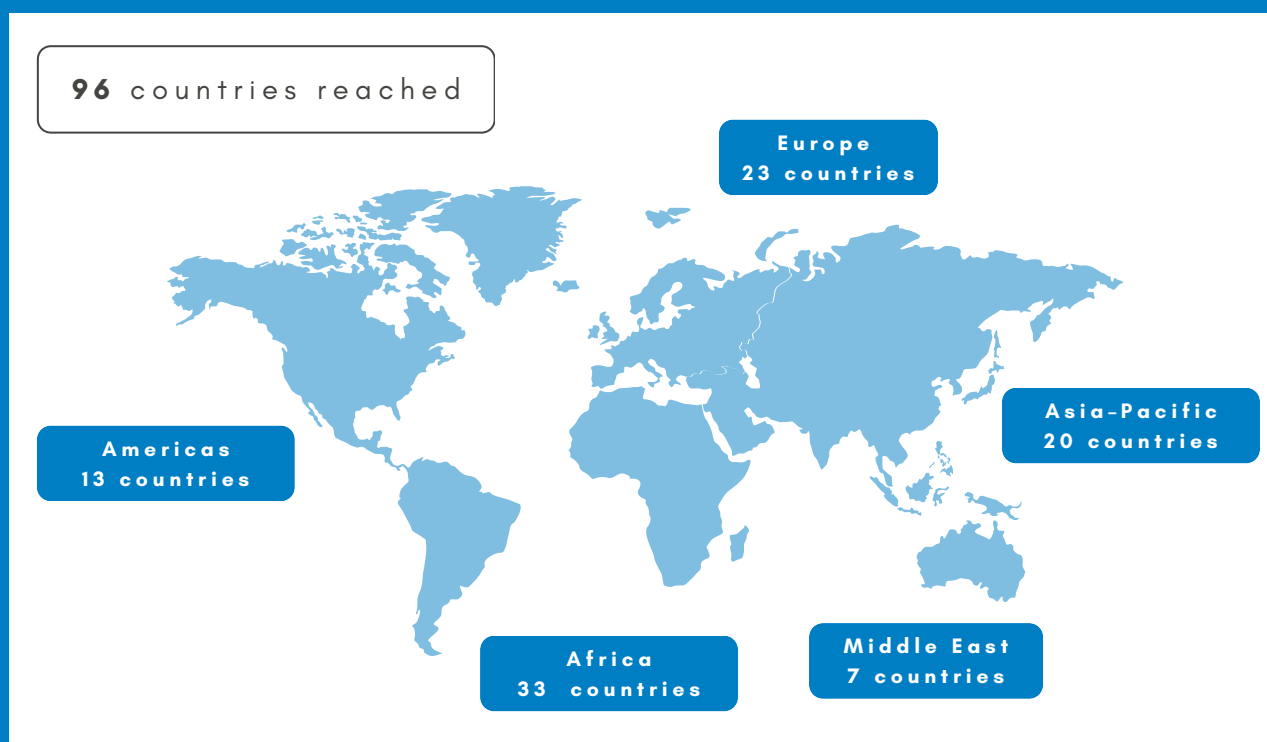 96 countries reached
Europe
23 countries
Asia-Pacific
20 countries
Americas
13 countries
Middle East
7 countries
Africa
33 countries